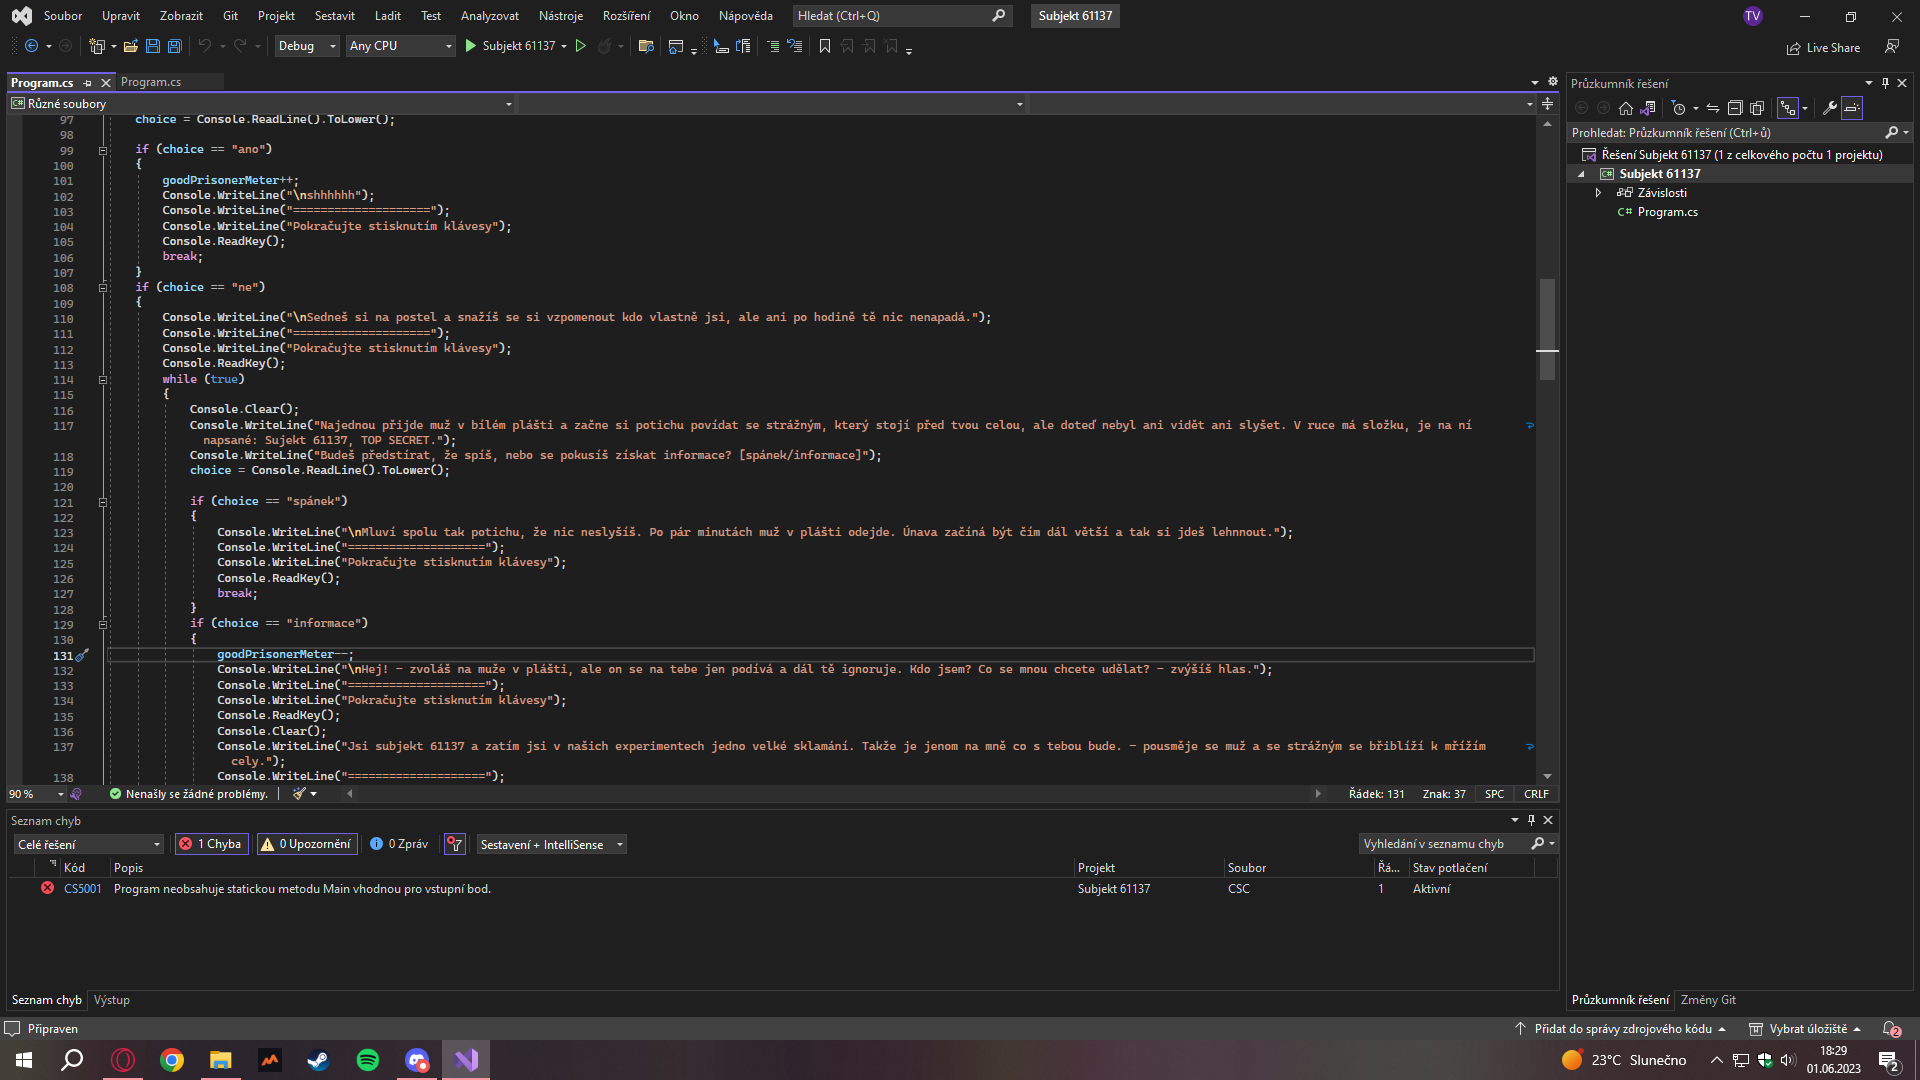 Soubor Upravit Zobrazit Git Projekt Sestavit Ladit Test Analyzovat Nástroje Rozšíření Okno Nápověda Hledat (Ctrl+Q) Subjekt 61137 TV
Debug Any CPU Subjekt 61137 Live Share
Program.cs Program.cs
Různé soubory
97 choice = Console.ReadLine().ToLower();
98
99 if (choice == "ano")
100 {
101 goodPrisonerMeter++;
102 Console.WriteLine("\nshhhhhh");
103 Console.WriteLine("====================");
104 Console.WriteLine("Pokračujte stisknutím klávesy");
105 Console.ReadKey();
106 break;
107 }
108 if (choice == "ne")
109 {
110 Console.WriteLine("\nSedneš si na postel a snažíš se si vzpomenout kdo vlastně jsi, ale ani po hodině tě nic nenapadá.");
111 Console.WriteLine("====================");
112 Console.WriteLine("Pokračujte stisknutím klávesy");
113 Console.ReadKey();
114 while (true)
115 {
116 Console.Clear();
117 Console.WriteLine("Najednou přijde muž v bílém plášti a začne si potichu povídat se strážným, který stojí před tvou celou, ale doteď nebyl ani vidět ani slyšet. V ruce má složku, je na ní
napsané: Sujekt 61137, TOP SECRET.");
118 Console.WriteLine("Budeš předstírat, že spíš, nebo se pokusíš získat informace? [spánek/informace]");
119 choice = Console.ReadLine().ToLower();
120
121 if (choice == "spánek")
122 {
123 Console.WriteLine("\nMluví spolu tak potichu, že nic neslyšíš. Po pár minutách muž v plášti odejde. Únava začíná být čím dál větší a tak si jdeš lehnnout.");
124 Console.WriteLine("====================");
125 Console.WriteLine("Pokračujte stisknutím klávesy");
126 Console.ReadKey();
127 break;
128 }
129 if (choice == "informace")
130 {
131 goodPrisonerMeter--;
132 Console.WriteLine("\nHej! - zvoláš na muže v plášti, ale on se na tebe jen podívá a dál tě ignoruje. Kdo jsem? Co se mnou chcete udělat? - zvýšíš hlas.");
133 Console.WriteLine("====================");
134 Console.WriteLine("Pokračujte stisknutím klávesy");
135 Console.ReadKey();
136 Console.Clear();
137 Console.WriteLine("Jsi subjekt 61137 a zatím jsi v našich experimentech jedno velké sklamání. Takže je jenom na mně co s tebou bude. - pousměje se muž a se strážným se břiblíží k mřížím
cely.");
138 Console.WriteLine("====================");
90 % Nenašly se žádné problémy. Řádek: 131 Znak: 37 SPC CRLF
Seznam chyb
Celé řešení 1 Chyba 0 Upozornění 0 Zpráv Sestavení + IntelliSense Vyhledání v seznamu chyb
Kód Popis Projekt Soubor Řá... Stav potlačení
CS5001 Program neobsahuje statickou metodu Main vhodnou pro vstupní bod. Subjekt 61137 CSC 1 Aktivní
Seznam chyb Výstup
Průzkumník řešení
Prohledat: Průzkumník řešení (Ctrl+ů)
Řešení Subjekt 61137 (1 z celkového počtu 1 projektu)
C# Subjekt 61137
Závislosti
C# Program.cs
Průzkumník řešení Změny Git
Připraven Přidat do správy zdrojového kódu Vybrat úložiště 2
23°C Slunečno 18:29
01.06.2023 2